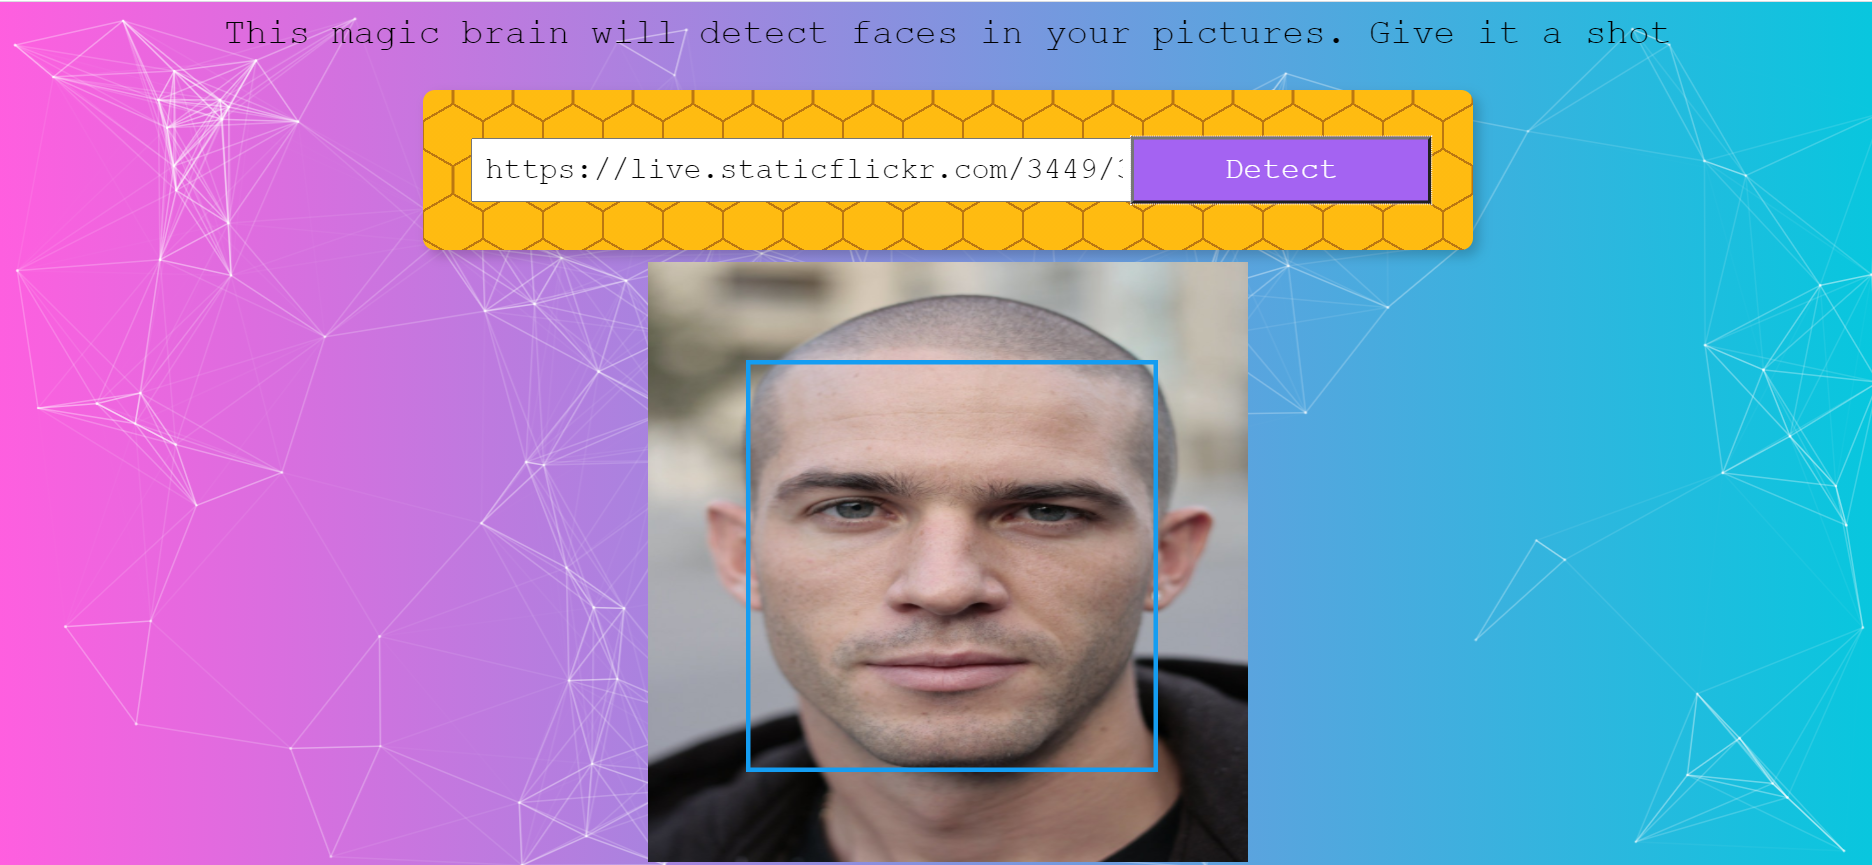 This magic brain will detect faces in your pictures. Give it a shot
https://live.staticflickr.com/3449/
Detect